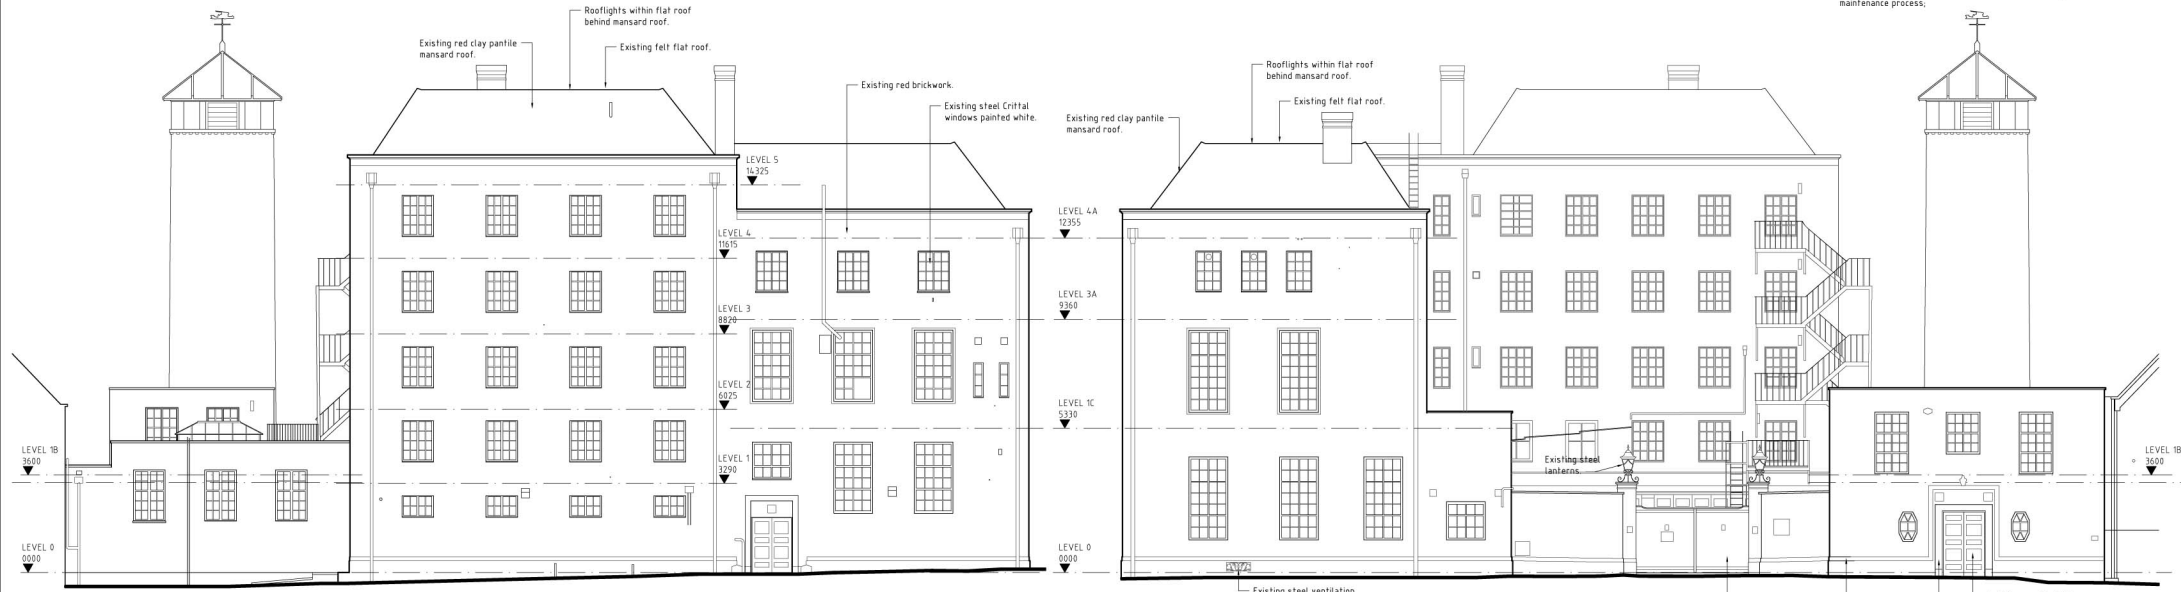 maintenance process;
Rooflights within flat roof
behind mansard roof.
Existing red clay pantile
mansard roof.
Existing felt flat roof.
Existing red brickwork.
Existing steel Crittal
windows painted white.
LEVEL 5
14325
LEVEL 4
11615
LEVEL 3
8820
LEVEL 2
6025
LEVEL 1
3290
LEVEL 1B
3600
LEVEL 0
0000
Rooflights within flat roof
behind mansard roof.
Existing felt flat roof.
Existing red clay pantile
mansard roof.
LEVEL 4A
12355
LEVEL 3A
9360
LEVEL 1C
5330
LEVEL 0
0000
Existing steel
lanterns.
LEVEL 1B
3600
Existing steel ventilation